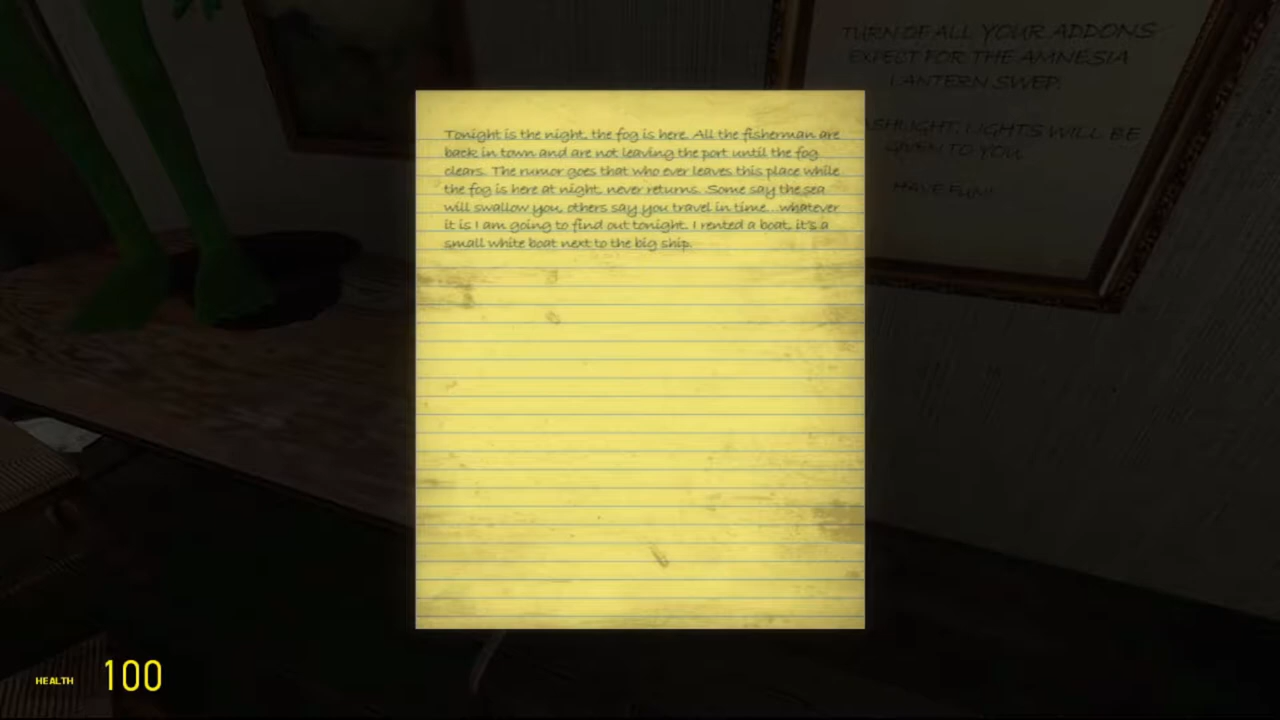 TURN OF ALL YOUR ADDONS
EXPECT FOR THE AMNESIA
LANTERN SWEP.
LIGHTS WILL BE
GIVEN TO YOU
HAVE FUN!
Tonight is the night, the fog is here. All the fisherman are
back in town and are not leaving the port until the fog
clears. The rumor goes that who ever leaves this place while
the fog is here at night, never returns. Some say the sea
will swallow you, others say you travel in time...whatever
it is I am going to find out tonight. I rented a boat, it's a
small white boat next to the big ship.
HEALTH 100